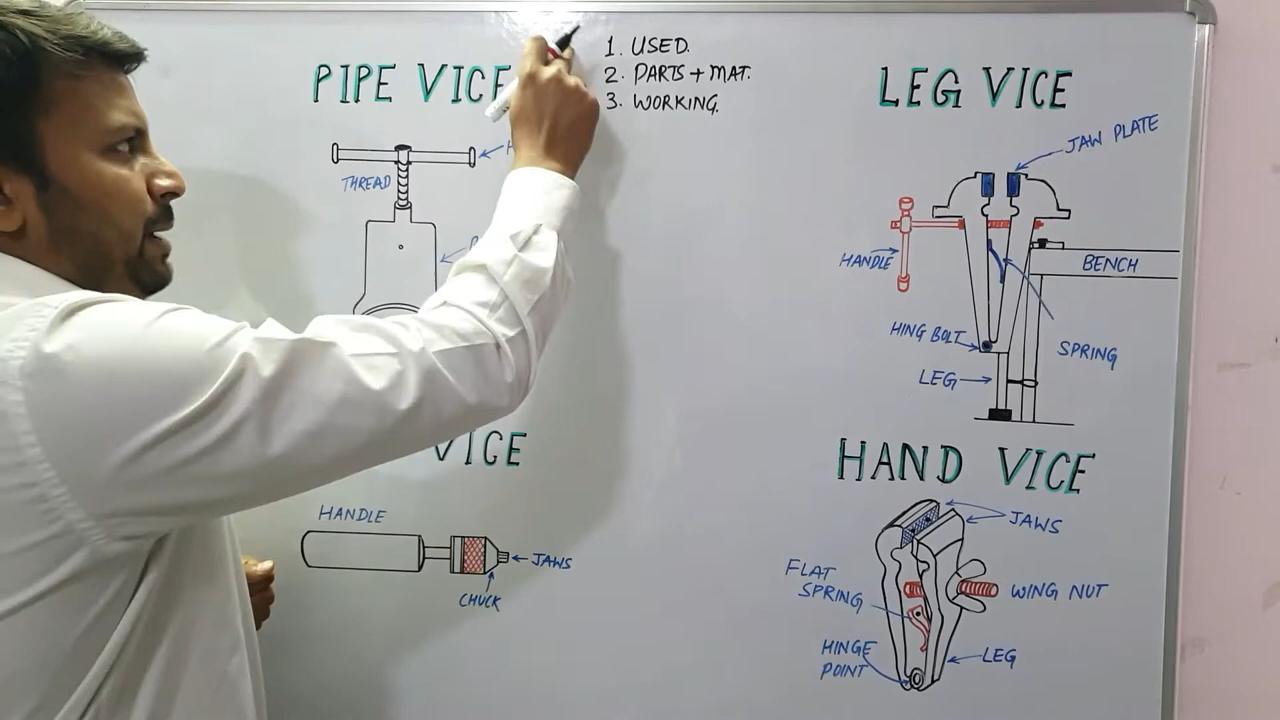 1. USED.
2. PARTS + MAT.
3. WORKING.
PIPE VICE
THREAD
LEG VICE
JAW PLATE
HANDLE
BENCH
HING BOLT
SPRING
LEG
VICE
HANDLE
JAWS
CHUCK
HAND VICE
JAWS
FLAT
SPRING
WING NUT
HINGE
POINT
LEG